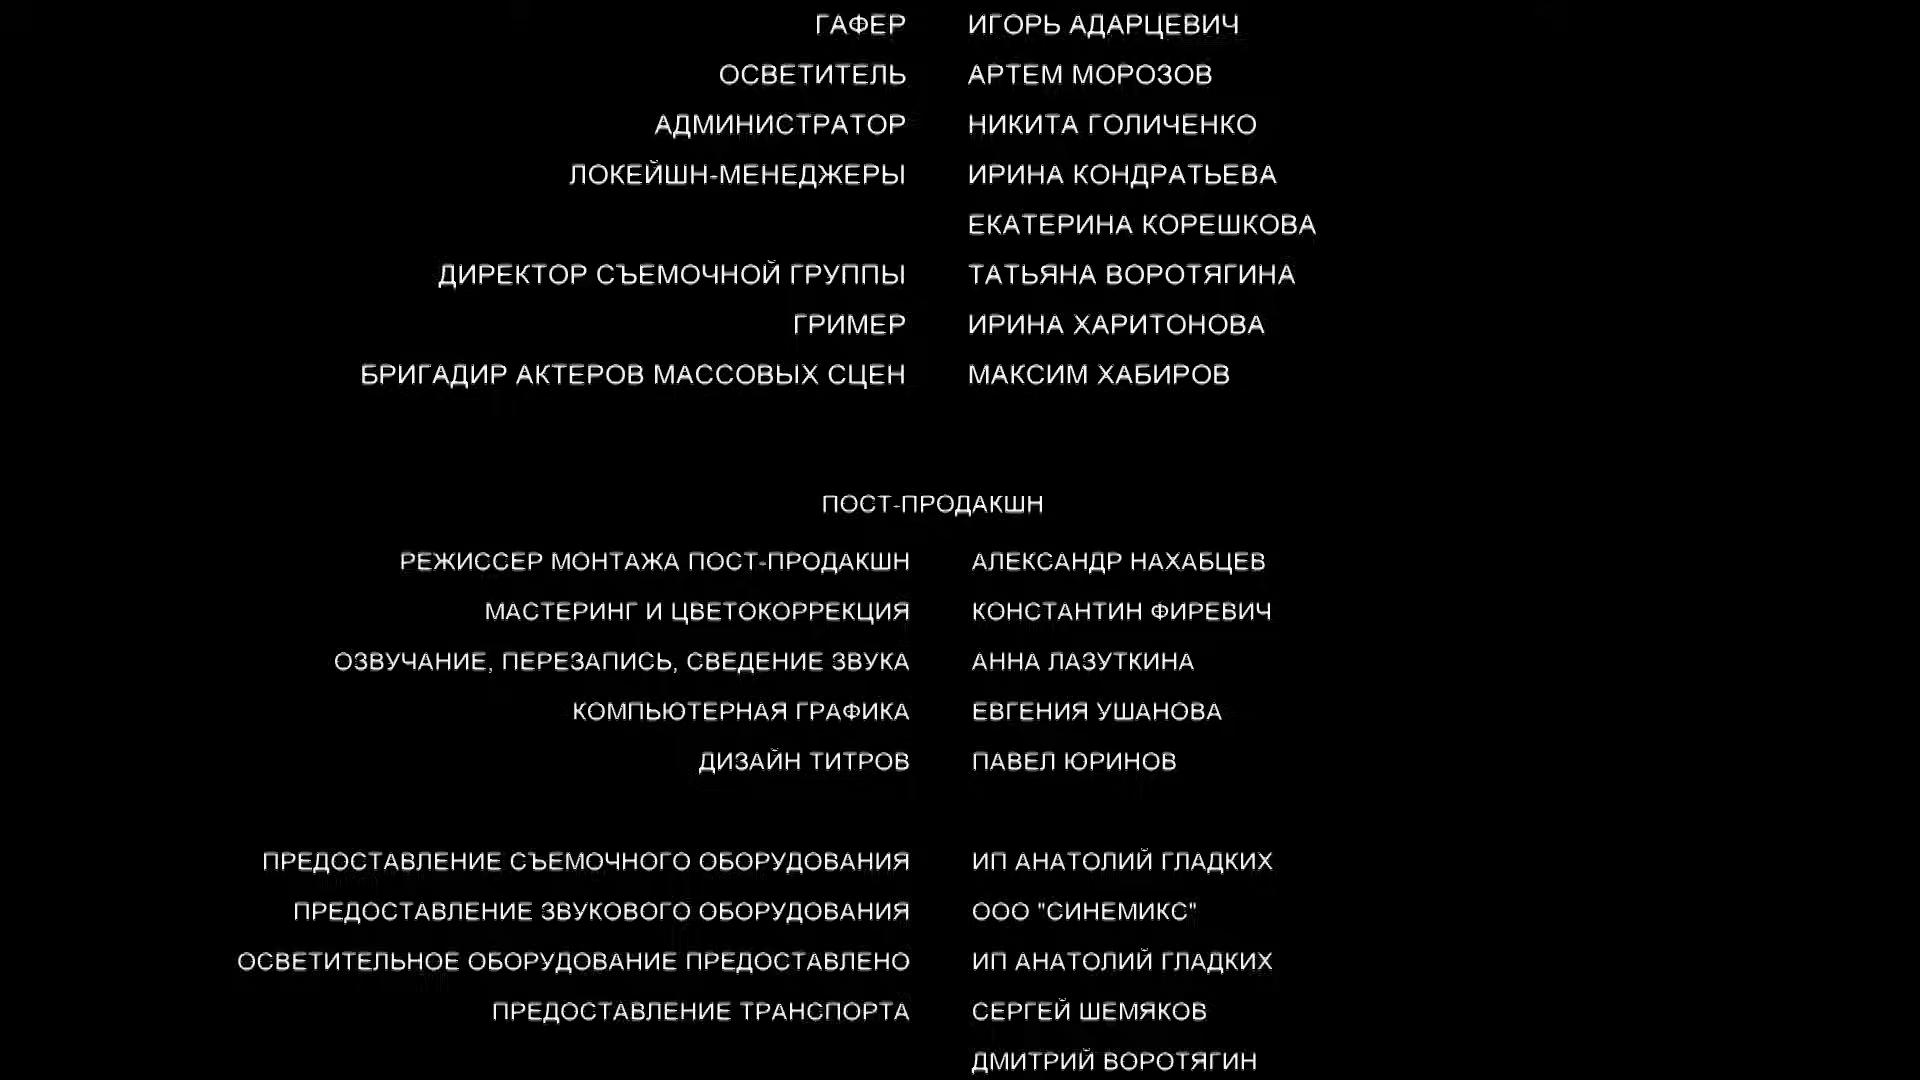 ГАФЕР ИГОРЬ АДАРЦЕВИЧ
ОСВЕТИТЕЛЬ АРТЕМ МОРОЗОВ
АДМИНИСТРАТОР НИКИТА ГОЛИЧЕНКО
ЛОКЕЙШН-МЕНЕДЖЕРЫ ИРИНА КОНДРАТЬЕВА
ЕКАТЕРИНА КОРЕШКОВА
ДИРЕКТОР СЪЕМОЧНОЙ ГРУППЫ ТАТЬЯНА ВОРОТЯГИНА
ГРИМЕР ИРИНА ХАРИТОНОВА
БРИГАДИР АКТЕРОВ МАССОВЫХ СЦЕН МАКСИМ ХАБИРОВ
ПОСТ-ПРОДАКШН
РЕЖИССЕР МОНТАЖА ПОСТ-ПРОДАКШН АЛЕКСАНДР НАХАБЦЕВ
МАСТЕРИНГ И ЦВЕТОКОРРЕКЦИЯ КОНСТАНТИН ФИРЕВИЧ
ОЗВУЧАНИЕ, ПЕРЕЗАПИСЬ, СВЕДЕНИЕ ЗВУКА АННА ЛАЗУТКИНА
КОМПЬЮТЕРНАЯ ГРАФИКА ЕВГЕНИЯ УШАНОВА
ДИЗАЙН ТИТРОВ ПАВЕЛ ЮРИНОВ
ПРЕДОСТАВЛЕНИЕ СЪЕМОЧНОГО ОБОРУДОВАНИЯ ИП АНАТОЛИЙ ГЛАДКИХ
ПРЕДОСТАВЛЕНИЕ ЗВУКОВОГО ОБОРУДОВАНИЯ ООО "СИНЕМИКС"
ОСВЕТИТЕЛЬНОЕ ОБОРУДОВАНИЕ ПРЕДОСТАВЛЕНО ИП АНАТОЛИЙ ГЛАДКИХ
ПРЕДОСТАВЛЕНИЕ ТРАНСПОРТА СЕРГЕЙ ШЕМЯКОВ
ДМИТРИЙ ВОРОТЯГИН